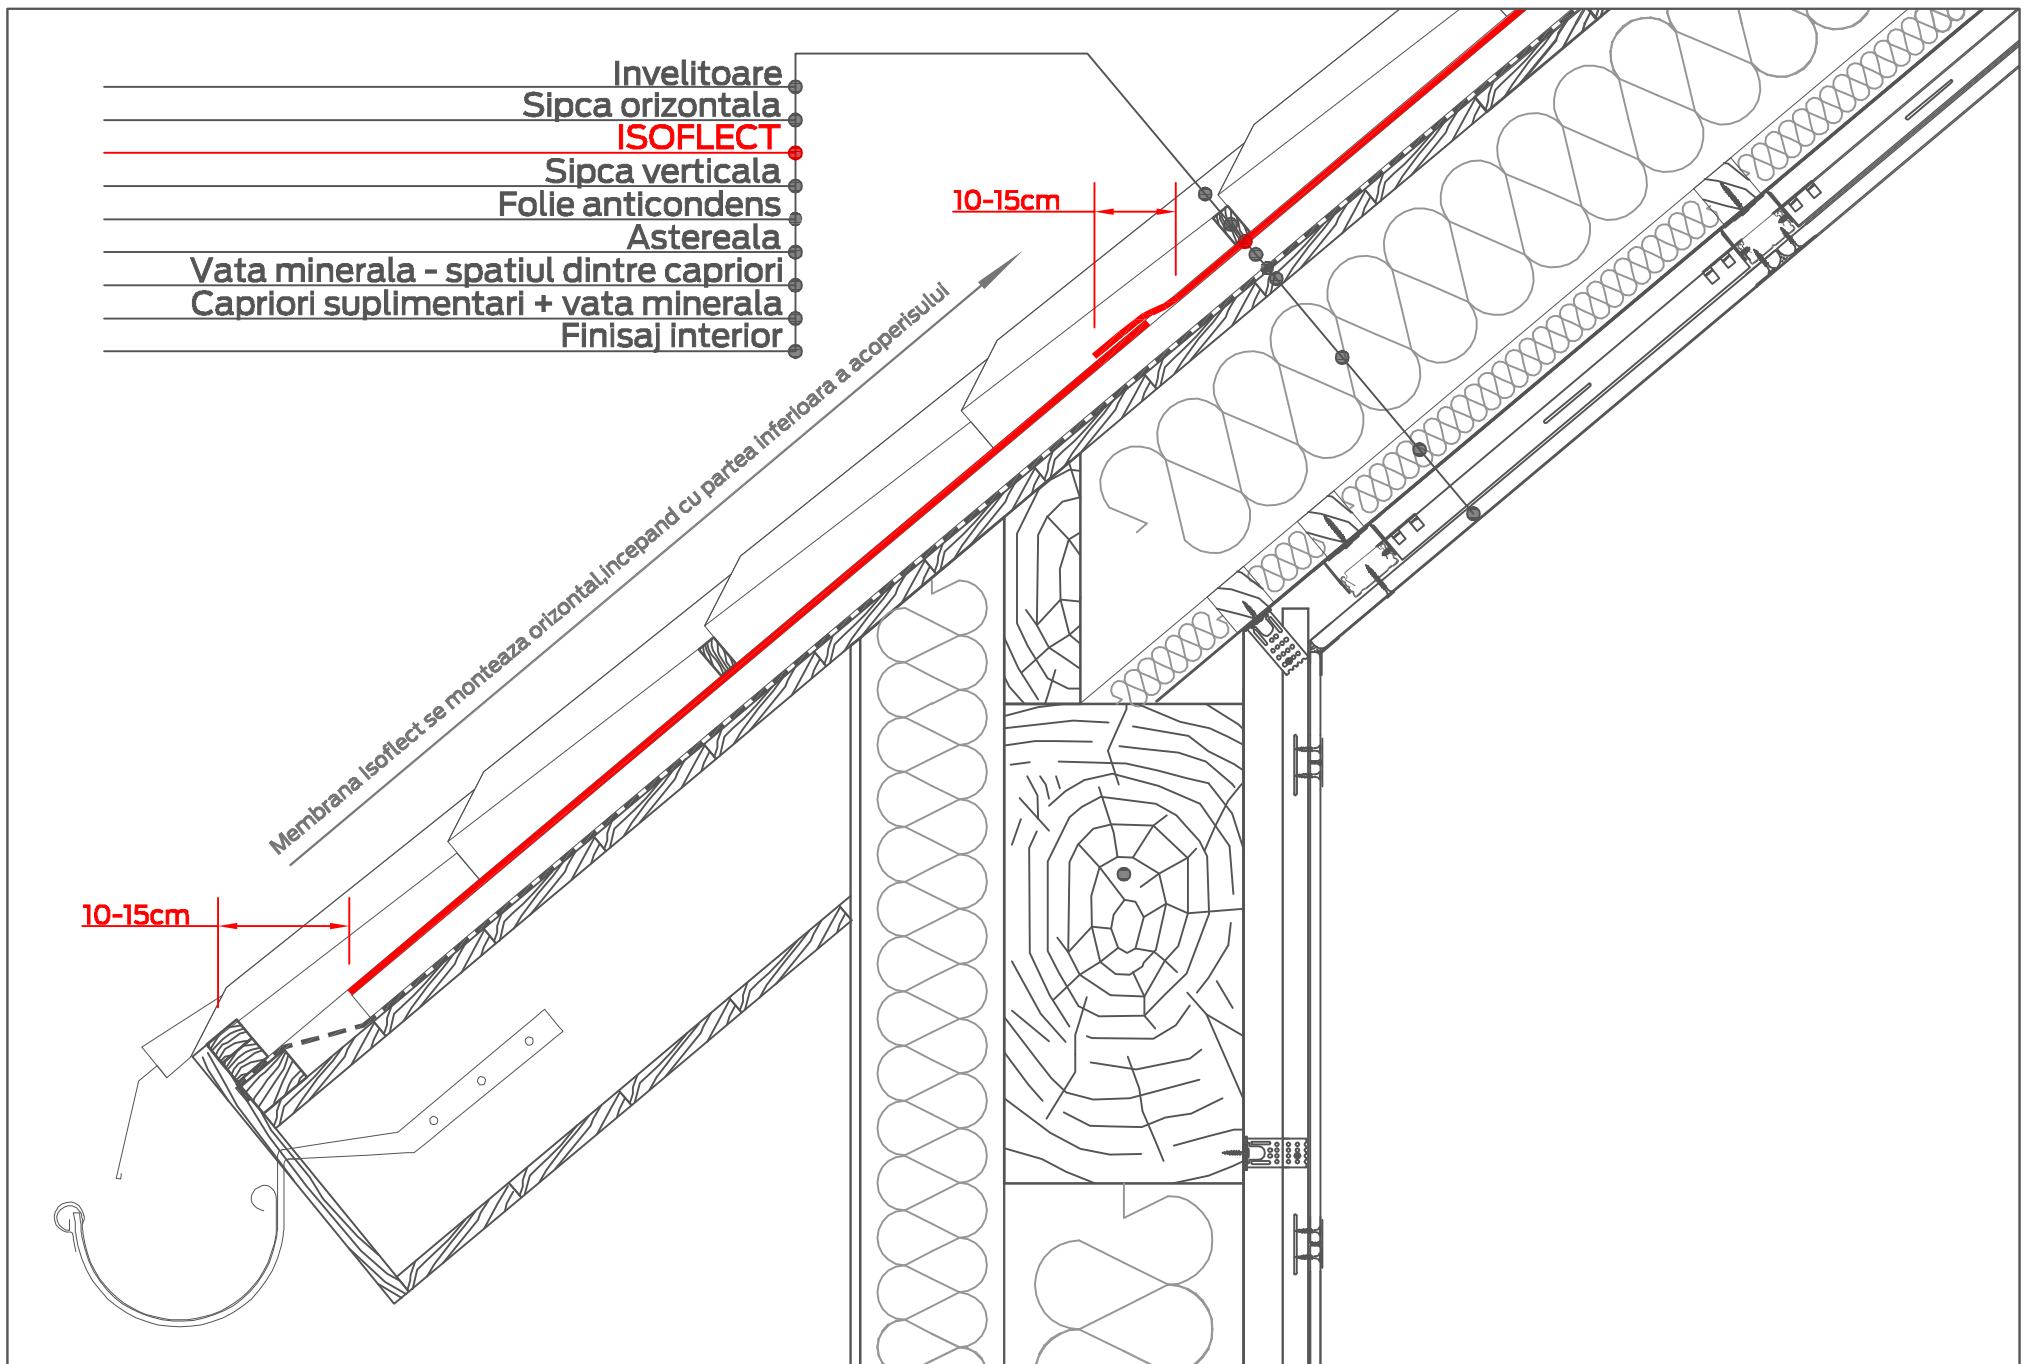 Invelitoare
Sipca orizontala
ISOFLECT
Sipca verticala
Folie anticondens
Astereala
Vata minerala - spatiul dintre capriori
Capriori suplimentari + vata minerala
Finisaj interior
10-15cm
Membrana Isoflect se monteaza orizontal,incepand cu partea inferioara a acoperisului
10-15cm